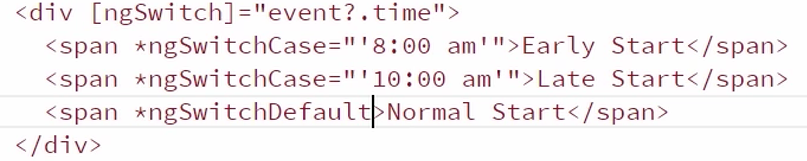 <div [ngSwitch]="event?.time">
<span *ngSwitchCase="'8:00 am'">Early Start</span>
<span *ngSwitchCase="'10:00 am'">Late Start</span>
<span *ngSwitchDefault>Normal Start</span>
</div>